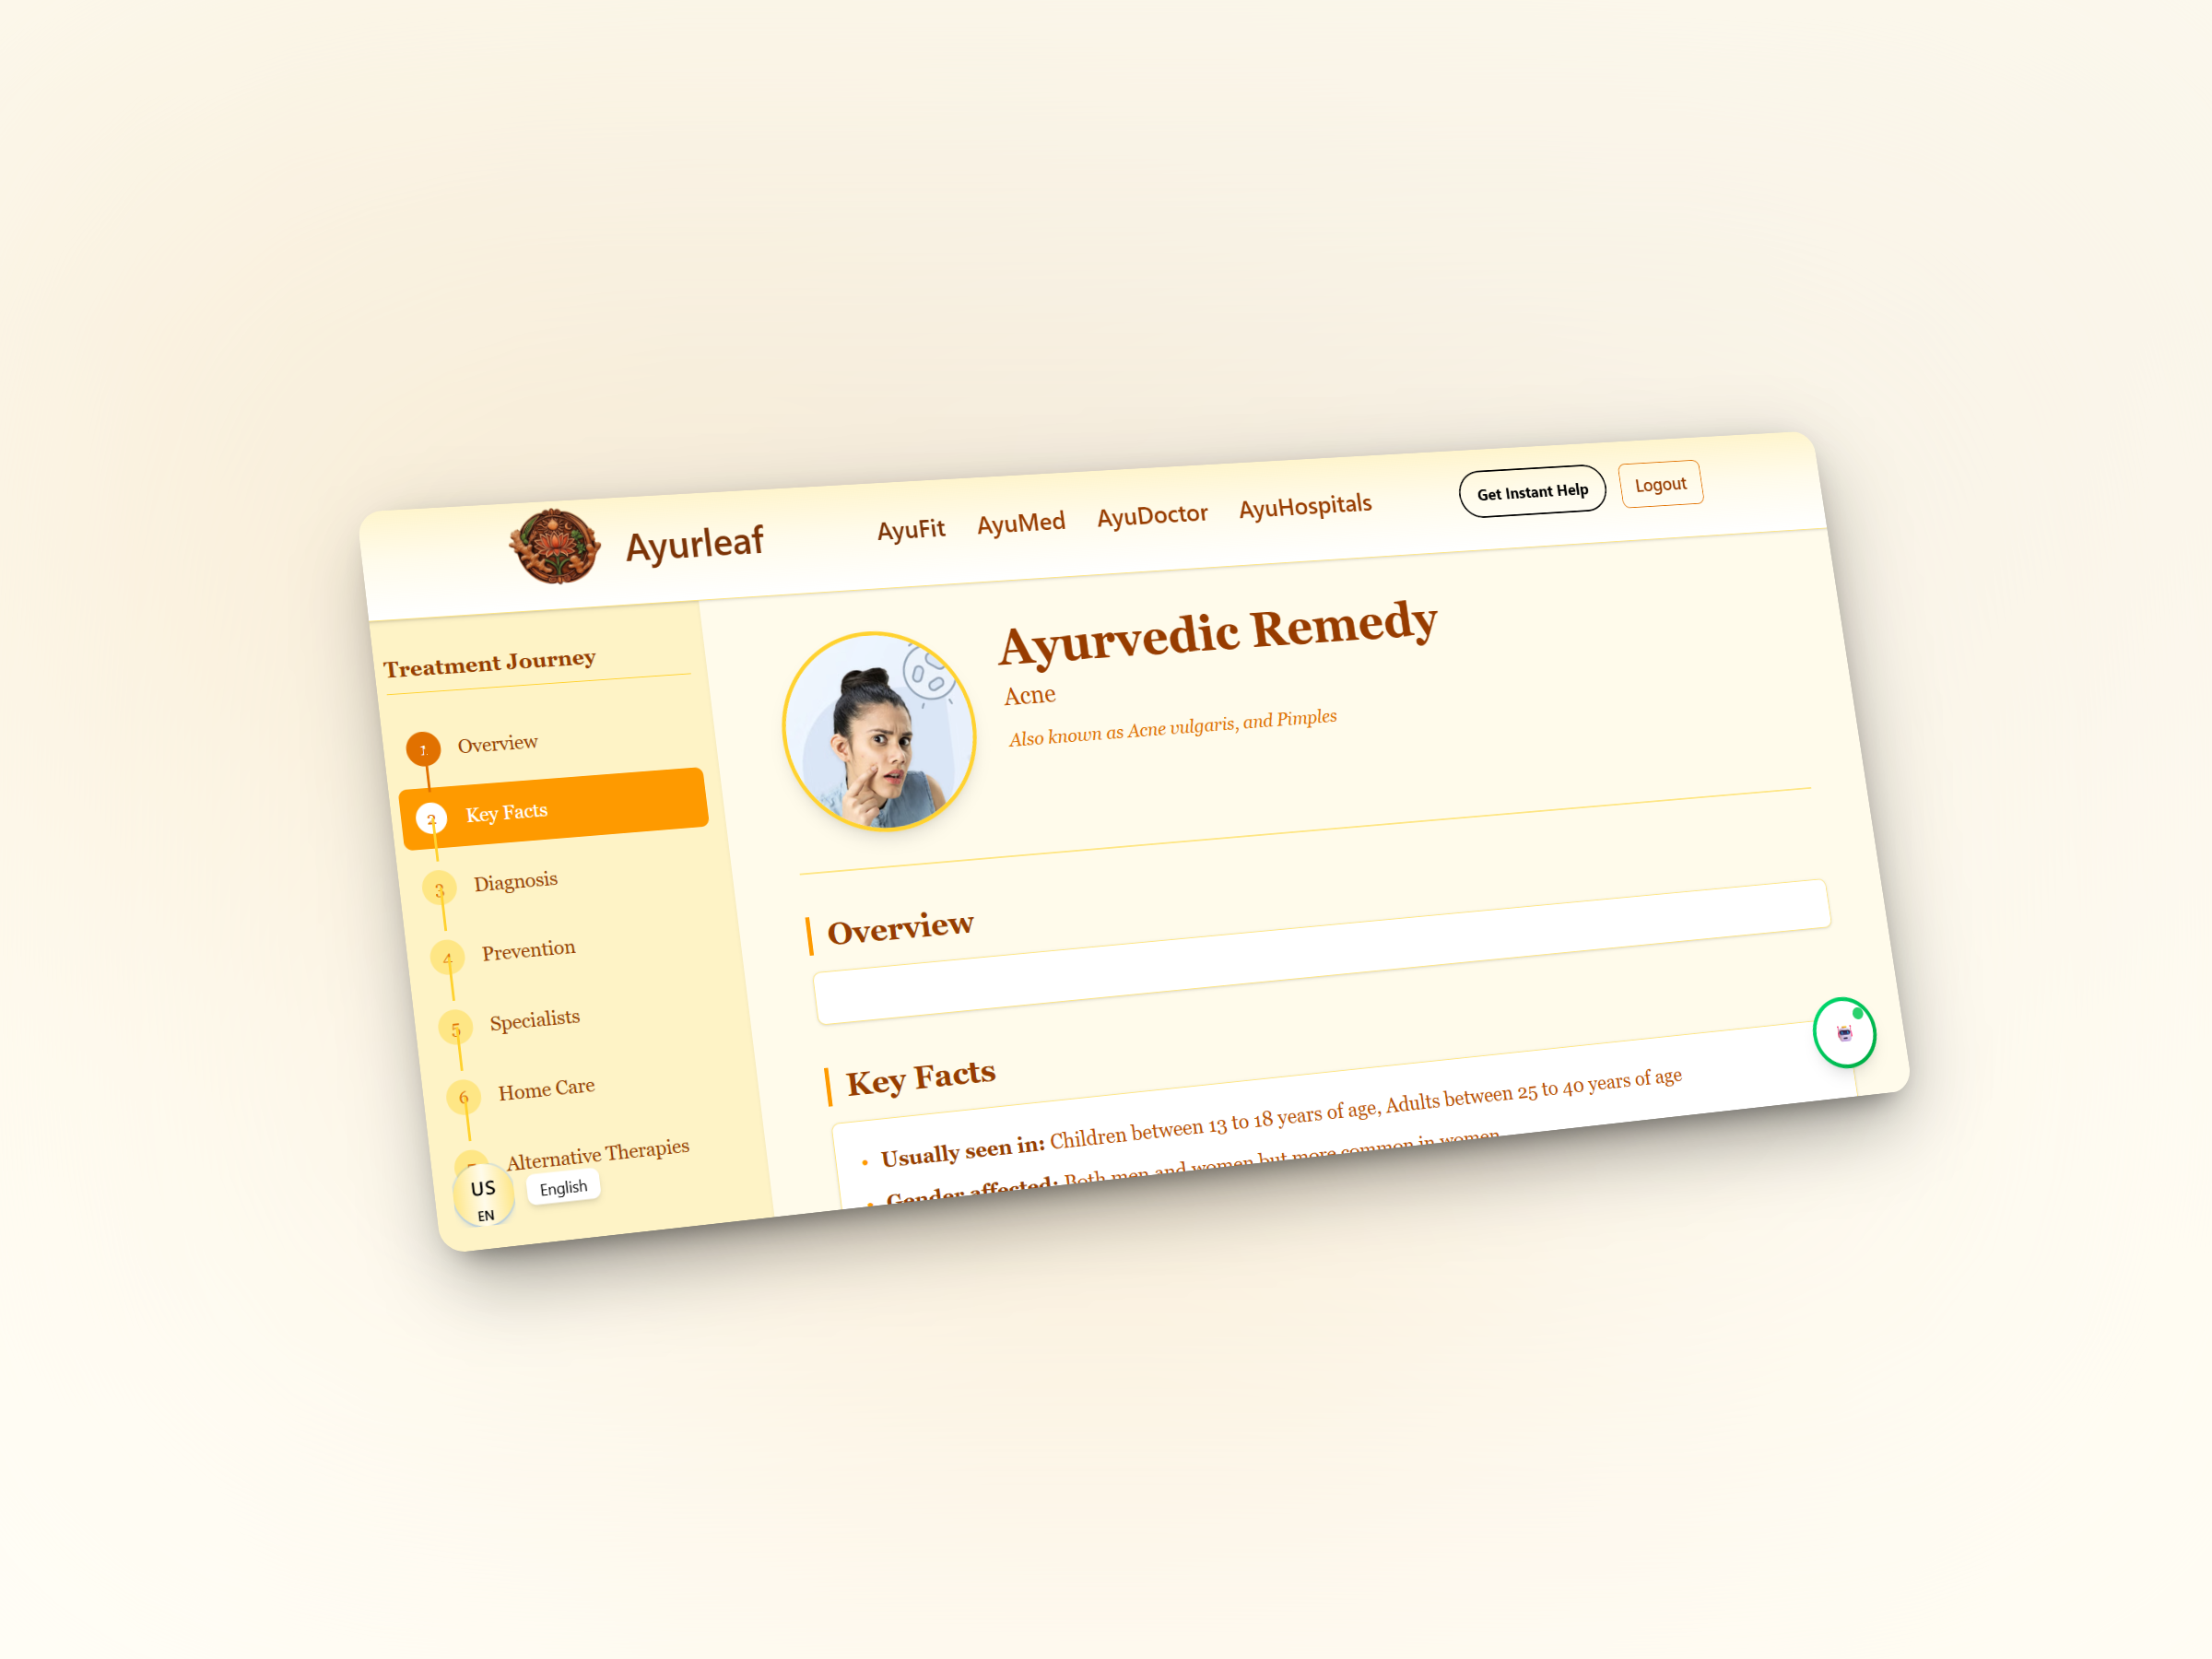 Ayurleaf
AyuFit
AyuMed
AyuDoctor
AyuHospitals
Get Instant Help
Logout
Treatment Journey
1
Overview
2
Key Facts
3
Diagnosis
4
Prevention
5
Specialists
6
Home Care
Alternative Therapies
US
EN
English
Ayurvedic Remedy
Acne
Also known as Acne vulgaris, and Pimples
Overview
Key Facts
• Usually seen in: Children between 13 to 18 years of age, Adults between 25 to 40 years of age
• Gender affected: Both men and women but more common in women